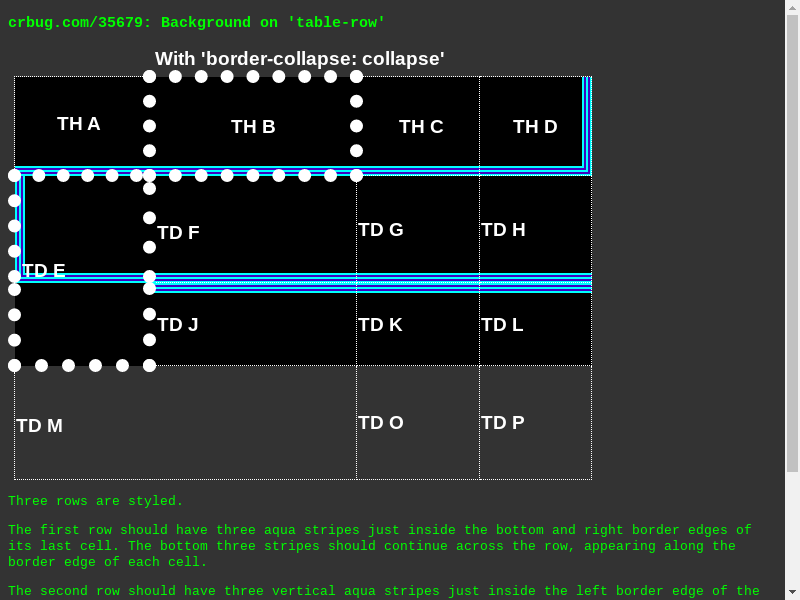 crbug.com/35679: Background on 'table-row'
With 'border-collapse: collapse'
TH A
TH B
TH C
TH D
TD E
TD F
TD G
TD H
TD J
TD K
TD L
TD M
TD O
TD P
Three rows are styled.
The first row should have three aqua stripes just inside the bottom and right border edges of
its last cell. The bottom three stripes should continue across the row, appearing along the
border edge of each cell.
The second row should have three vertical aqua stripes just inside the left border edge of the